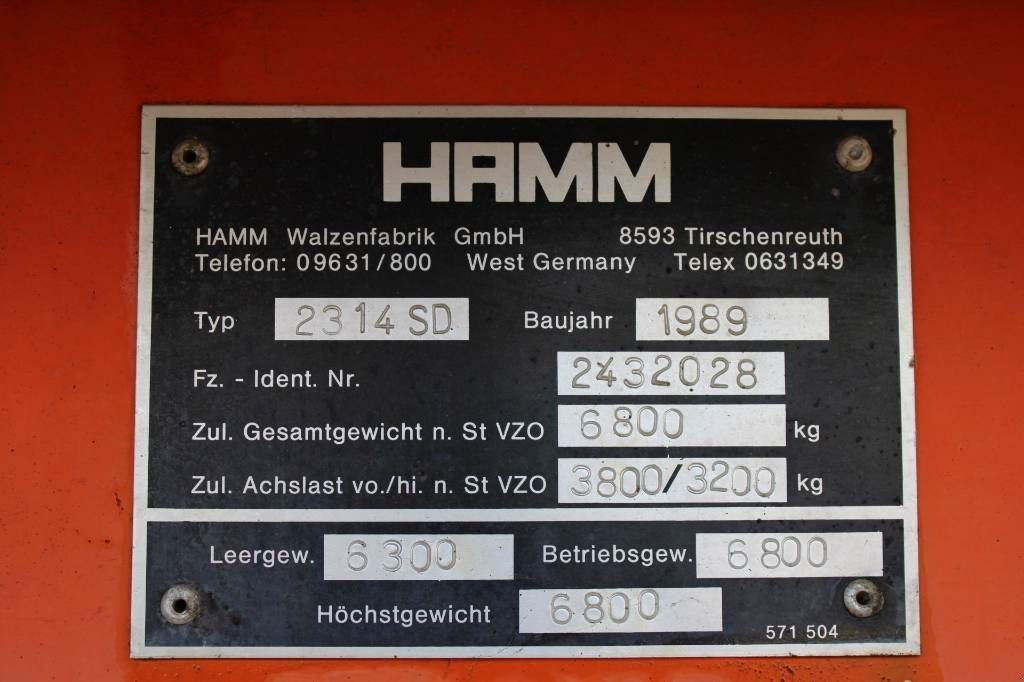 HAMM
HAMM Walzenfabrik GmbH 8593 Tirschenreuth
Telefon: 09631/800 West Germany Telex 0631349
Typ 2314 SD Baujahr 1989
Fz. - Ident. Nr. 2432028
Zul. Gesamtgewicht n. St VZO 6800 kg
Zul. Achslast vo./hi. n. St VZO 3800/3200 kg
Leergew. 6300 Betriebsgew. 6800
Höchstgewicht 6800
571 504